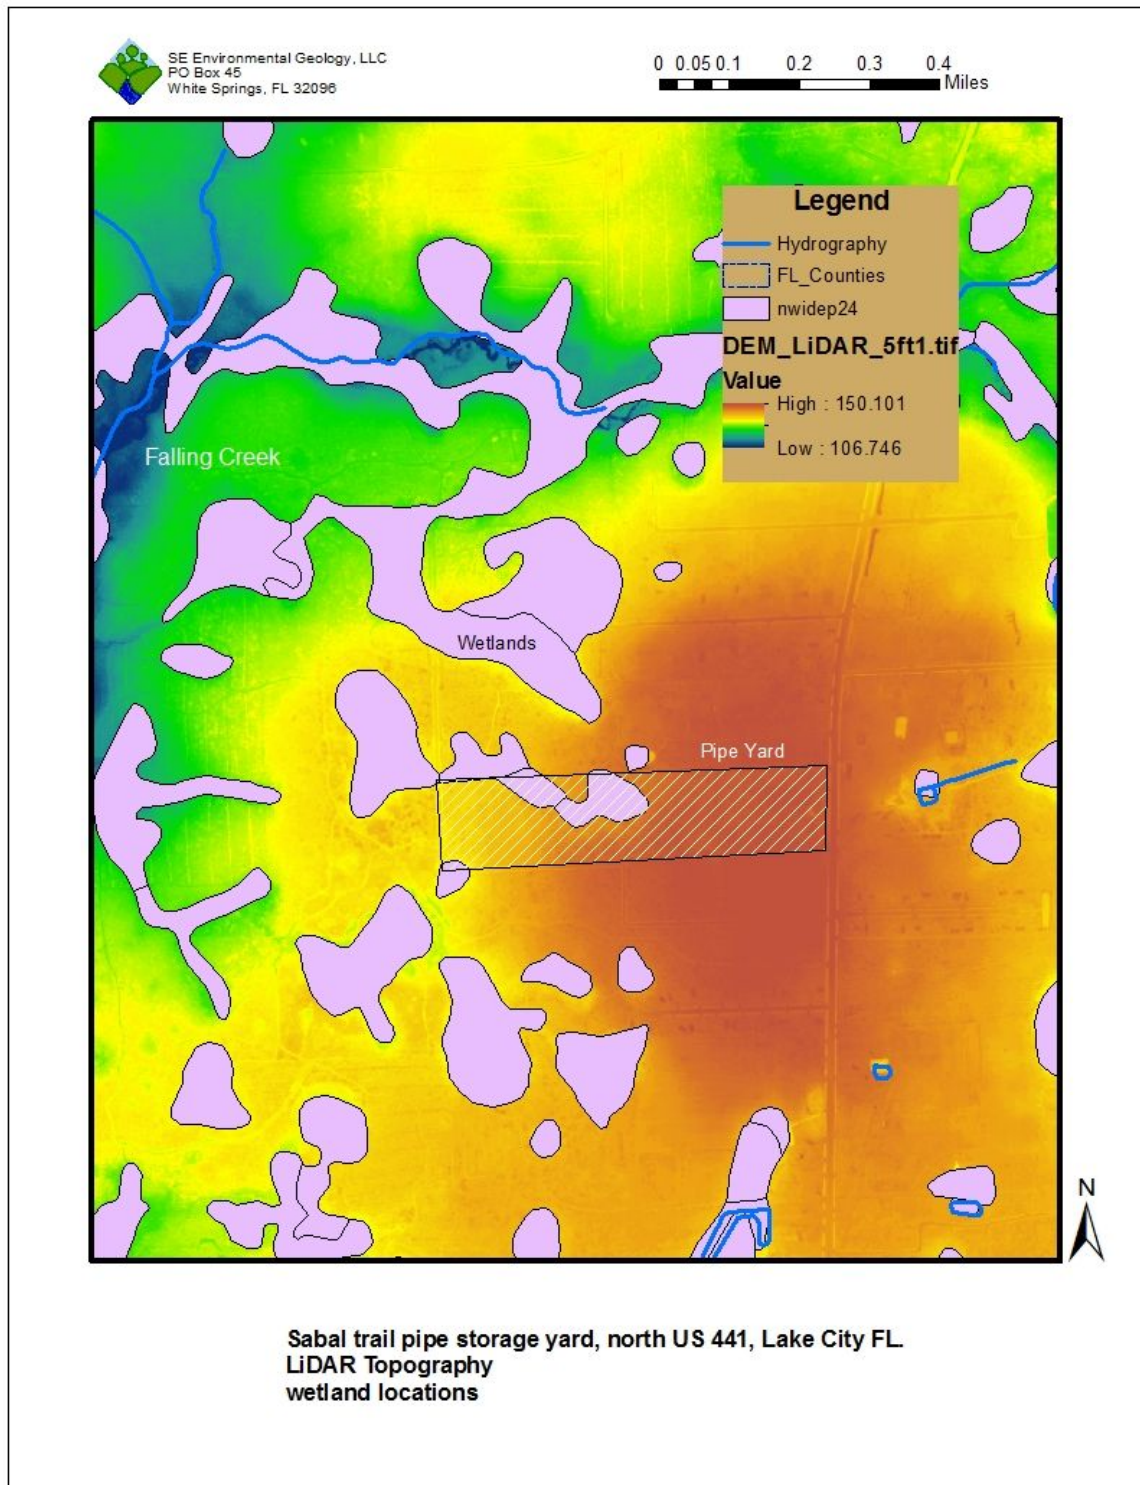 SE Environmental Geology, LLC
PO Box 45
White Springs, FL 32096
0 0.05 0.1 0.2 0.3 0.4
Miles
Legend
Hydrography
FL_Counties
nwidep24
DEM_LiDAR_5ft1.tif
Value
High : 150.101
Low : 106.746
Falling Creek
Wetlands
Pipe Yard
N
Sabal trail pipe storage yard, north US 441, Lake City FL.
LiDAR Topography
wetland locations